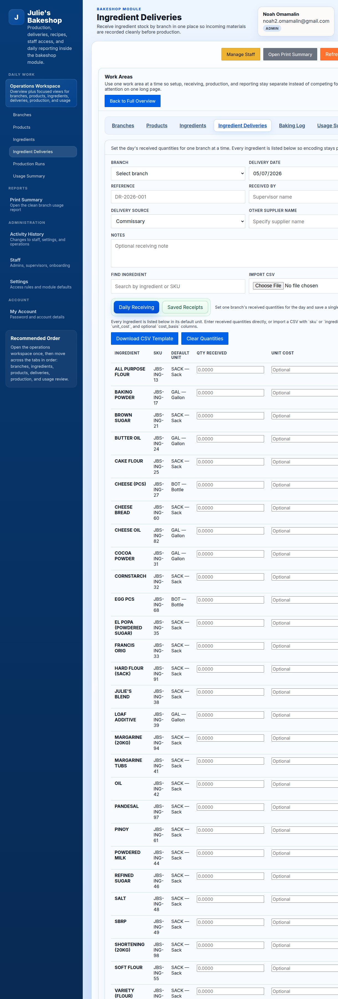 J
Julie's
Bakeshop
Production,
deliveries, recipes,
staff access, and
daily reporting inside
the bakeshop
module.
DAILY WORK
Operations Workspace
Overview plus focused views for
branches, products, ingredients,
deliveries, production, and usage
Branches
Products
Ingredients
Ingredient Deliveries
Production Runs
Usage Summary
REPORTS
Print Summary
Open the clean branch usage
report
ADMINISTRATION
Activity History
Changes to staff, settings, and
operations
Staff
Admins, supervisors, onboarding
Settings
Access rules and module defaults
ACCOUNT
My Account
Password and account details
Recommended Order
Open the operations
workspace once, then move
across the tabs in order:
branches, ingredients,
products, deliveries,
production, and usage review.
BAKESHOP MODULE
Ingredient Deliveries
Receive ingredient stock by branch in one place so incoming materials
are recorded cleanly before production.
Noah Omamalin
noah2.omamalin@gmail.com
ADMIN
Manage Staff
Open Print Summary
Refre
Work Areas
Use one work area at a time so setup, receiving, production, and reporting stay separate instead of competing fo
attention on one long page.
Back to Full Overview
Branches Products Ingredients Ingredient Deliveries Baking Log Usage Su
Set the day's received quantities for one branch at a time. Every ingredient is listed below so encoding stays p
BRANCH DELIVERY DATE
Select branch 05/07/2026
REFERENCE RECEIVED BY
DR-2026-001 Supervisor name
DELIVERY SOURCE OTHER SUPPLIER NAME
Commissary Specify supplier name
NOTES
Optional receiving note
FIND INGREDIENT IMPORT CSV
Search by ingredient or SKU Choose File No file chosen
Daily Receiving Saved Receipts Set one branch's received quantities for the day and save a single
Every ingredient is listed below in its default unit. Enter received quantities directly, or import a CSV with `sku` or `ingredi
`unit_cost`, and optional `cost_basis` columns.
Download CSV Template Clear Quantities
INGREDIENT SKU DEFAULT UNIT QTY RECEIVED UNIT COST
ALL PURPOSE FLOUR JBS-ING-13 SACK — Sack 0.0000 Optional
BAKING POWDER JBS-ING-17 GAL — Gallon 0.0000 Optional
BROWN SUGAR JBS-ING-21 SACK — Sack 0.0000 Optional
BUTTER OIL JBS-ING-24 GAL — Gallon 0.0000 Optional
CAKE FLOUR JBS-ING-25 SACK — Sack 0.0000 Optional
CHEESE (PCS) JBS-ING-27 BOT — Bottle 0.0000 Optional
CHEESE BREAD JBS-ING-60 SACK — Sack 0.0000 Optional
CHEESE OIL JBS-ING-82 GAL — Gallon 0.0000 Optional
COCOA POWDER JBS-ING-31 GAL — Gallon 0.0000 Optional
CORNSTARCH JBS-ING-32 SACK — Sack 0.0000 Optional
EGG PCS JBS-ING-68 BOT — Bottle 0.0000 Optional
EL POPA (POWDERED SUGAR) JBS-ING-35 SACK — Sack 0.0000 Optional
FRANCIS ORIG JBS-ING-33 SACK — Sack 0.0000 Optional
HARD FLOUR (SACK) JBS-ING-91 SACK — Sack 0.0000 Optional
JULIE'S BLEND JBS-ING-38 SACK — Sack 0.0000 Optional
LOAF ADDITIVE JBS-ING-39 GAL — Gallon 0.0000 Optional
MARGARINE (20KG) JBS-ING-94 SACK — Sack 0.0000 Optional
MARGARINE TUBS JBS-ING-41 SACK — Sack 0.0000 Optional
OIL JBS-ING-42 SACK — Sack 0.0000 Optional
PANDESAL JBS-ING-97 SACK — Sack 0.0000 Optional
PINOY JBS-ING-61 SACK — Sack 0.0000 Optional
POWDERED MILK JBS-ING-44 SACK — Sack 0.0000 Optional
REFINED SUGAR JBS-ING-46 SACK — Sack 0.0000 Optional
SALT JBS-ING-48 SACK — Sack 0.0000 Optional
SBRP JBS-ING-49 SACK — Sack 0.0000 Optional
SHORTENING (20KG) JBS-ING-98 SACK — Sack 0.0000 Optional
SOFT FLOUR JBS-ING-55 SACK — Sack 0.0000 Optional
VARIETY (FLOUR) JBS-ING- SACK — Sack 0.0000 Optional